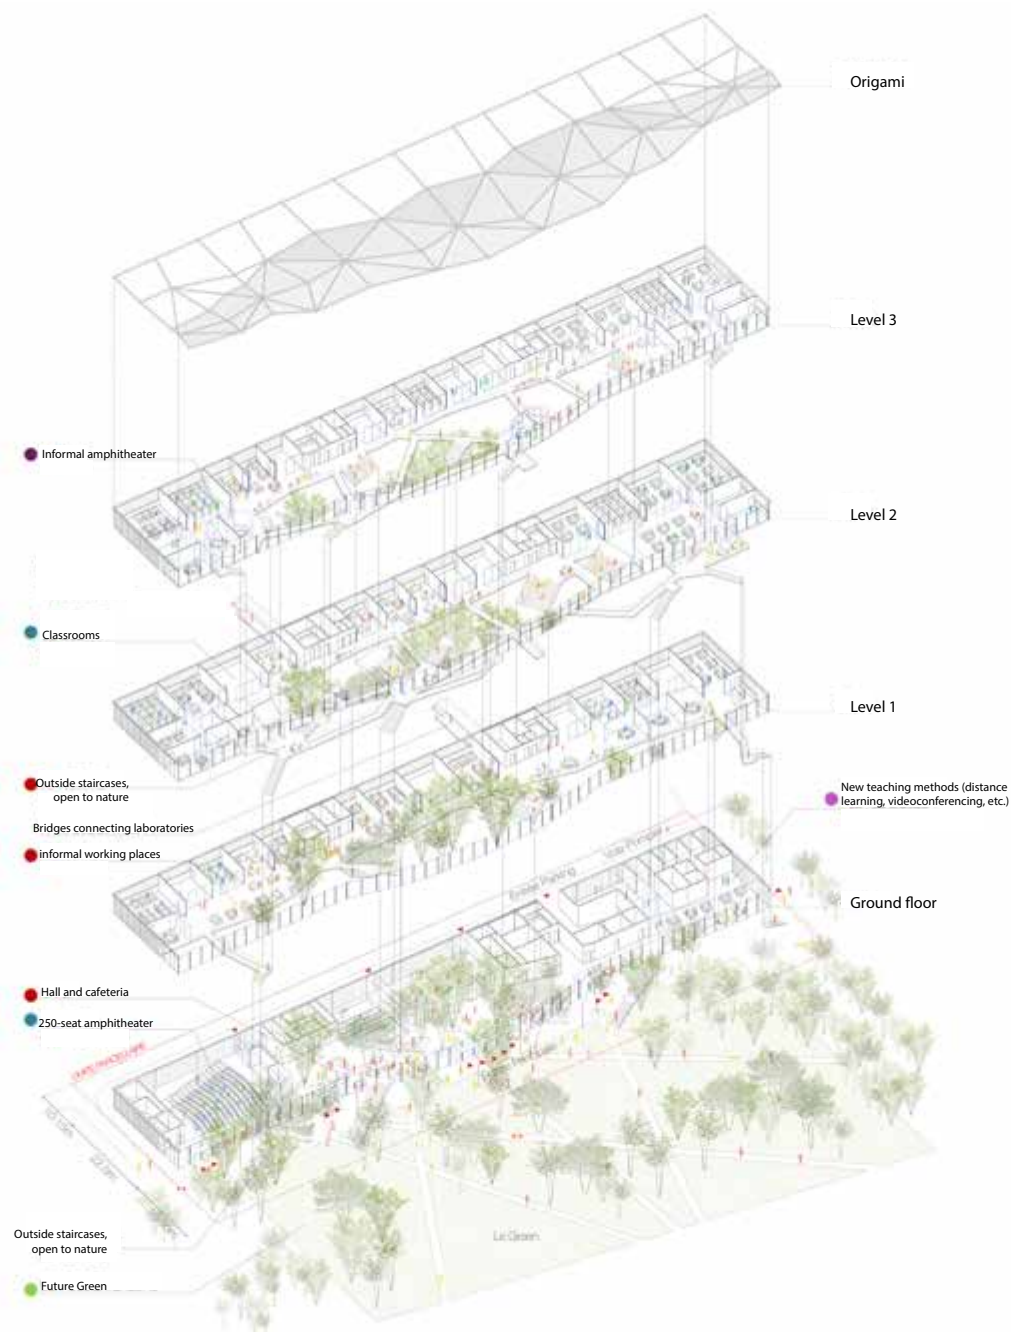 Origami
Level 3
Informal amphitheater
Level 2
Classrooms
Level 1
Outside staircases,
open to nature
New teaching methods (distance
learning, videoconferencing, etc.)
Bridges connecting laboratories
informal working places
Ground floor
Hall and cafeteria
250-seat amphitheater
Outside staircases,
open to nature
Le Green
Future Green